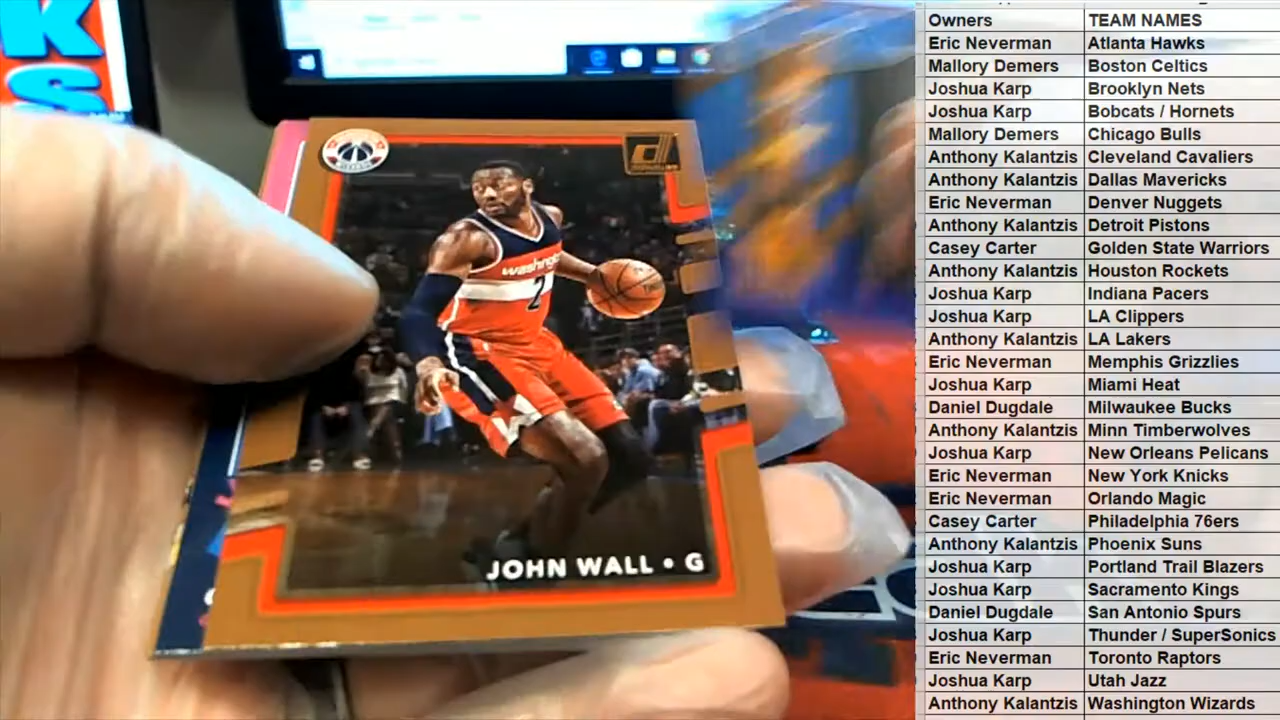 KS
washington
2
JOHN WALL • G
Owners TEAM NAMES
Eric Neverman Atlanta Hawks
Mallory Demers Boston Celtics
Joshua Karp Brooklyn Nets
Joshua Karp Bobcats / Hornets
Mallory Demers Chicago Bulls
Anthony Kalantzis Cleveland Cavaliers
Anthony Kalantzis Dallas Mavericks
Eric Neverman Denver Nuggets
Anthony Kalantzis Detroit Pistons
Casey Carter Golden State Warriors
Anthony Kalantzis Houston Rockets
Joshua Karp Indiana Pacers
Joshua Karp LA Clippers
Anthony Kalantzis LA Lakers
Eric Neverman Memphis Grizzlies
Joshua Karp Miami Heat
Daniel Dugdale Milwaukee Bucks
Anthony Kalantzis Minn Timberwolves
Joshua Karp New Orleans Pelicans
Eric Neverman New York Knicks
Eric Neverman Orlando Magic
Casey Carter Philadelphia 76ers
Anthony Kalantzis Phoenix Suns
Joshua Karp Portland Trail Blazers
Joshua Karp Sacramento Kings
Daniel Dugdale San Antonio Spurs
Joshua Karp Thunder / SuperSonics
Eric Neverman Toronto Raptors
Joshua Karp Utah Jazz
Anthony Kalantzis Washington Wizards